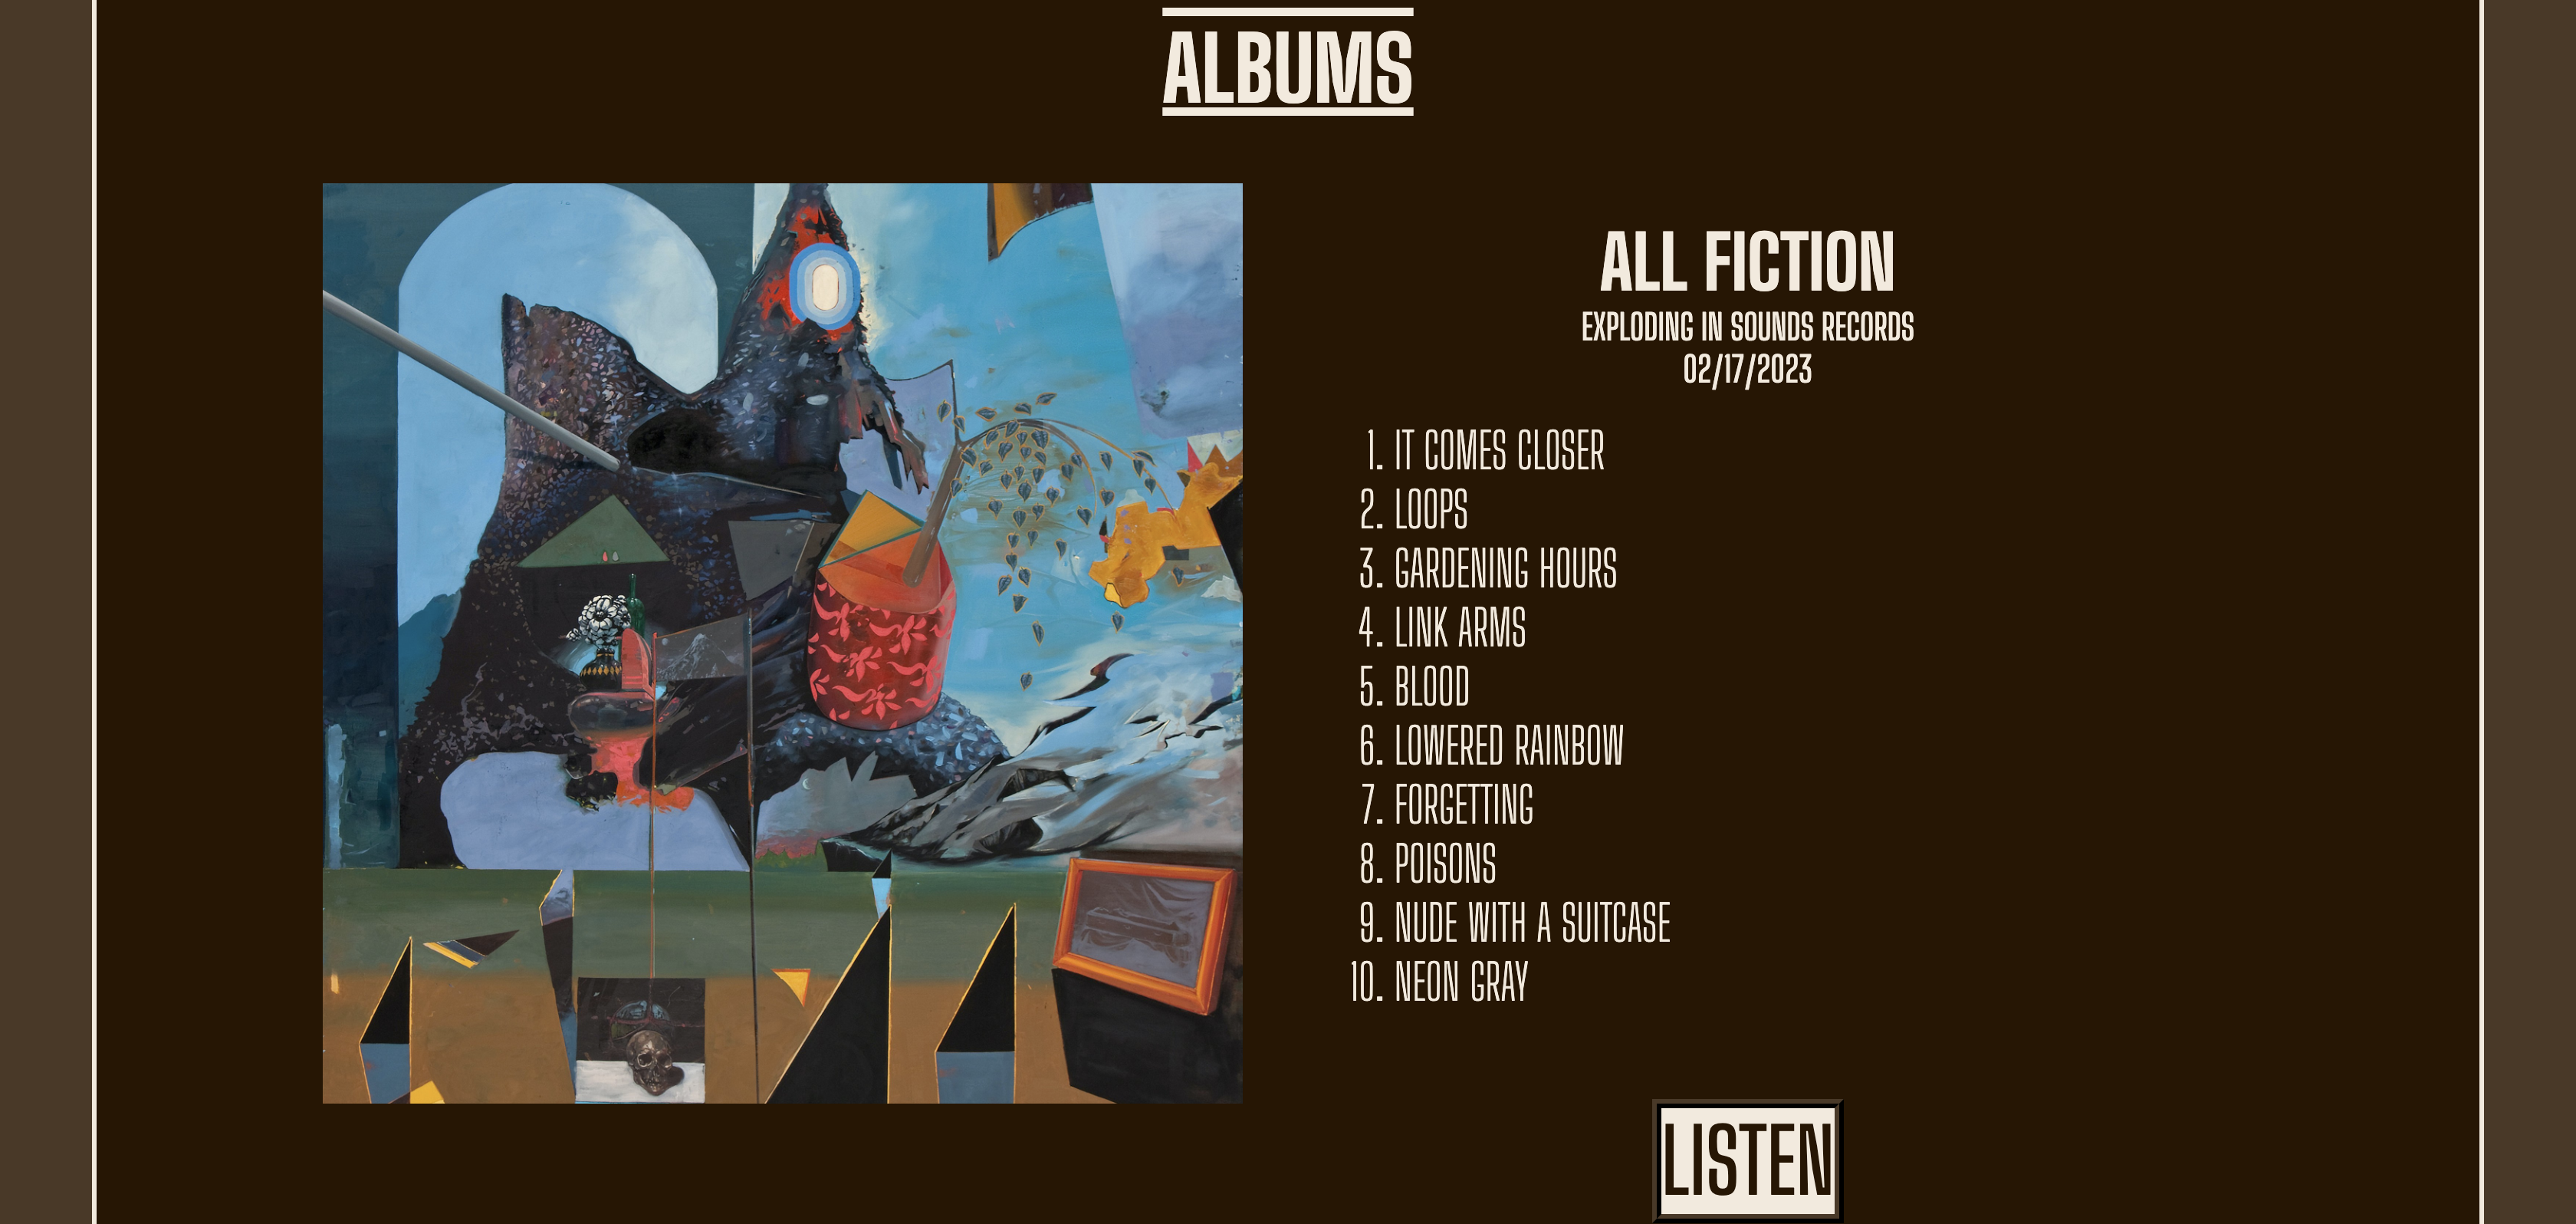 ALBUMS
ALL FICTION
EXPLODING IN SOUNDS RECORDS
02/17/2023
1. IT COMES CLOSER
2. LOOPS
3. GARDENING HOURS
4. LINK ARMS
5. BLOOD
6. LOWERED RAINBOW
7. FORGETTING
8. POISONS
9. NUDE WITH A SUITCASE
10. NEON GRAY
LISTEN